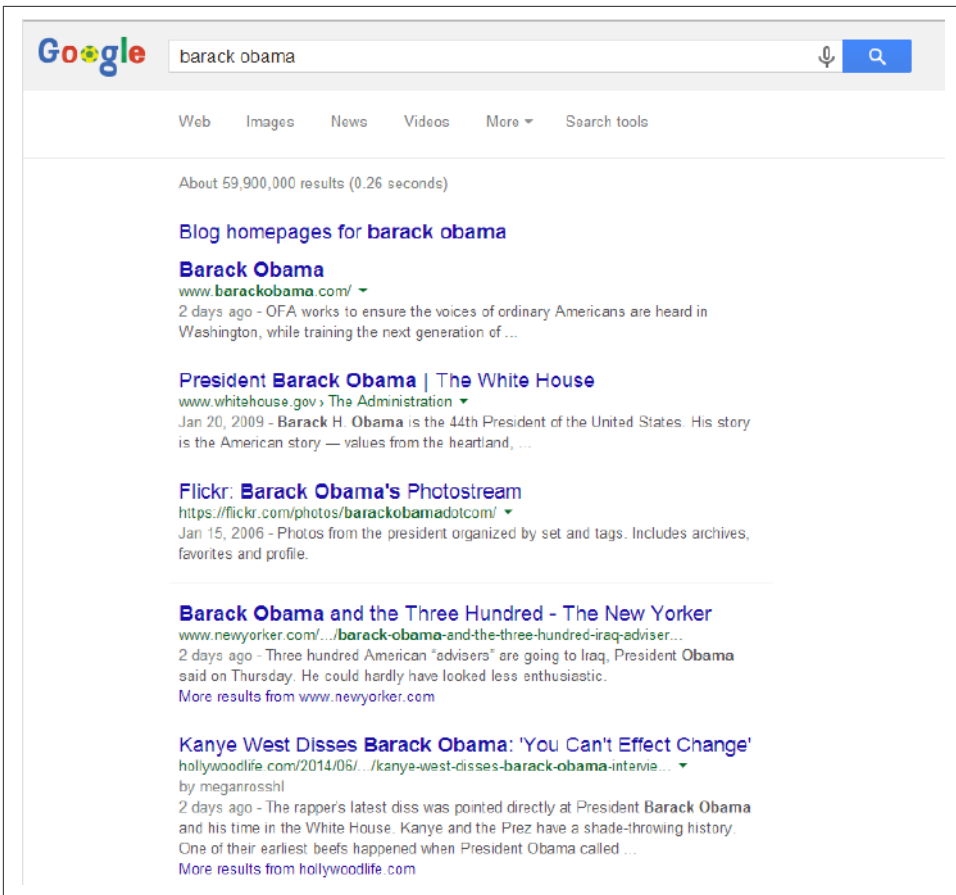 Google
barack obama
Web Images News Videos More Search tools
About 59,900,000 results (0.26 seconds)
Blog homepages for barack obama
Barack Obama
www.barackobama.com/
2 days ago - OFA works to ensure the voices of ordinary Americans are heard in
Washington, while training the next generation of ...
President Barack Obama | The White House
www.whitehouse.gov › The Administration
Jan 20, 2009 - Barack H. Obama is the 44th President of the United States. His story
is the American story — values from the heartland, ...
Flickr: Barack Obama's Photostream
https://flickr.com/photos/barackobamadotcom/
Jan 15, 2006 - Photos from the president organized by set and tags. Includes archives,
favorites and profile.
Barack Obama and the Three Hundred - The New Yorker
www.newyorker.com/.../barack-obama-and-the-three-hundred-iraq-adviser...
2 days ago - Three hundred American “advisers” are going to Iraq, President Obama
said on Thursday. He could hardly have looked less enthusiastic.
More results from www.newyorker.com
Kanye West Disses Barack Obama: 'You Can't Effect Change'
hollywoodlife.com/2014/06/.../kanye-west-disses-barack-obama-intervie...
by meganrosshl
2 days ago - The rapper's latest diss was pointed directly at President Barack Obama
and his time in the White House. Kanye and the Prez have a shade-throwing history.
One of their earliest beefs happened when President Obama called ...
More results from hollywoodlife.com